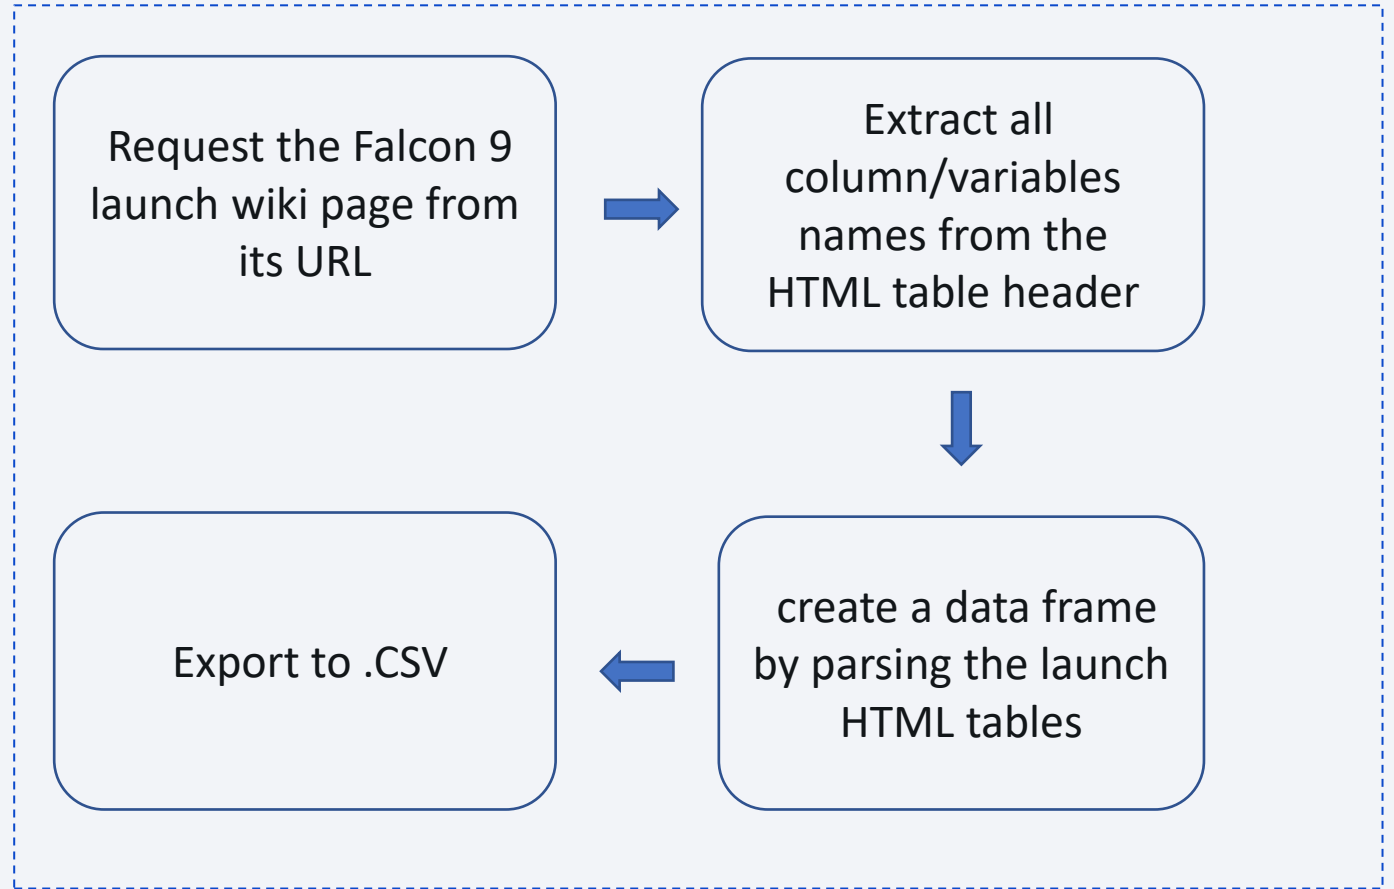 Request the Falcon 9
launch wiki page from
its URL
Extract all
column/variables
names from the
HTML table header
create a data frame
by parsing the launch
HTML tables
Export to .CSV